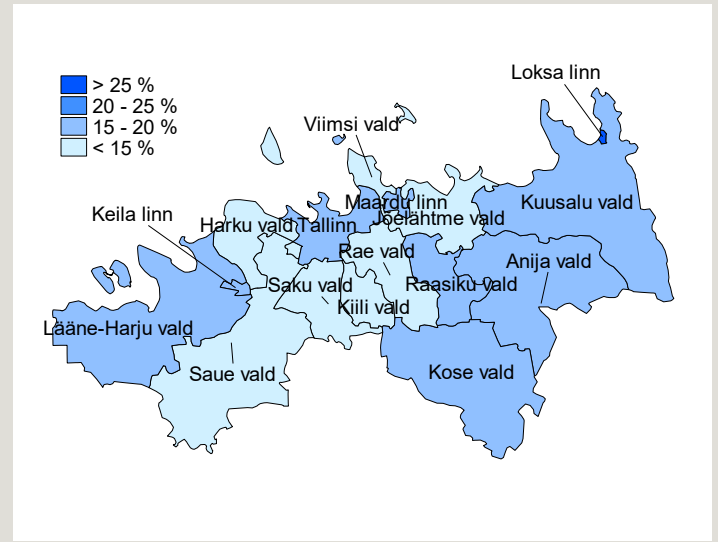 > 25 %
20 - 25 %
15 - 20 %
< 15 %
Loksa linn
Viimsi vald
Maardu linn
Kuusalu vald
Keila linn
Harku vald
Tallinn
Jõelähtme vald
Rae vald
Anija vald
Saku vald
Raasiku vald
Kiili vald
Lääne-Harju vald
Saue vald
Kose vald